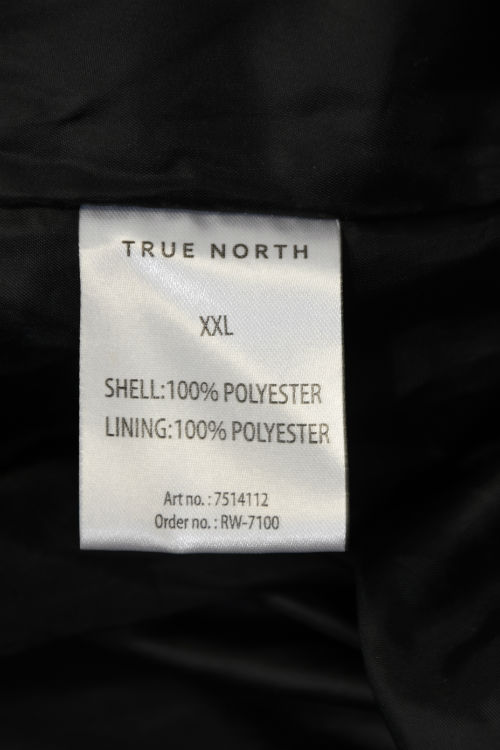 TRUE NORTH
XXL
SHELL:100% POLYESTER
LINING:100% POLYESTER
Art no. : 7514112
Order no. : RW-7100